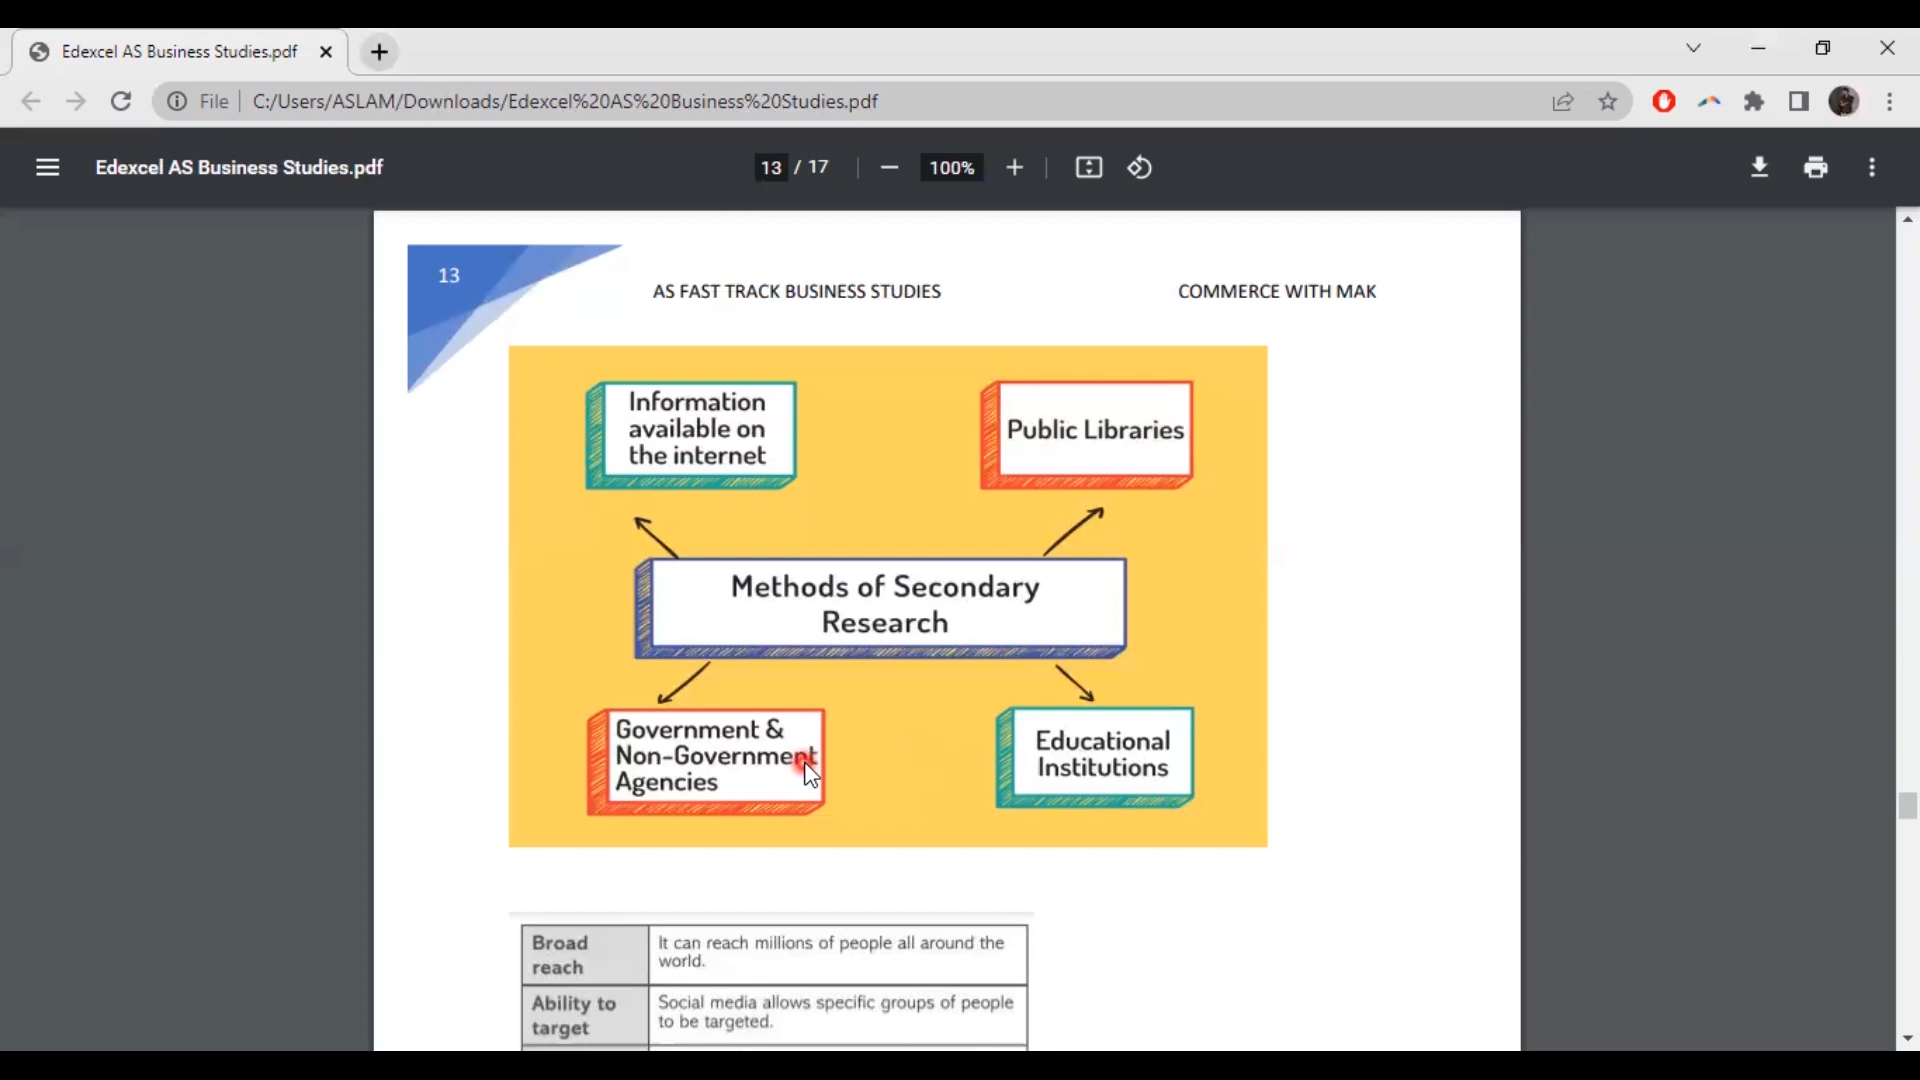 Edexcel AS Business Studies.pdf
File
C:/Users/ASLAM/Downloads/Edexcel%20AS%20Business%20Studies.pdf
Edexcel AS Business Studies.pdf
13 / 17
100%
13
AS FAST TRACK BUSINESS STUDIES
COMMERCE WITH MAK
Information
available on
the internet
Public Libraries
Methods of Secondary
Research
Government &
Non-Government
Agencies
Educational
Institutions
Broad
reach
It can reach millions of people all around the
world.
Ability to
target
Social media allows specific groups of people
to be targeted.